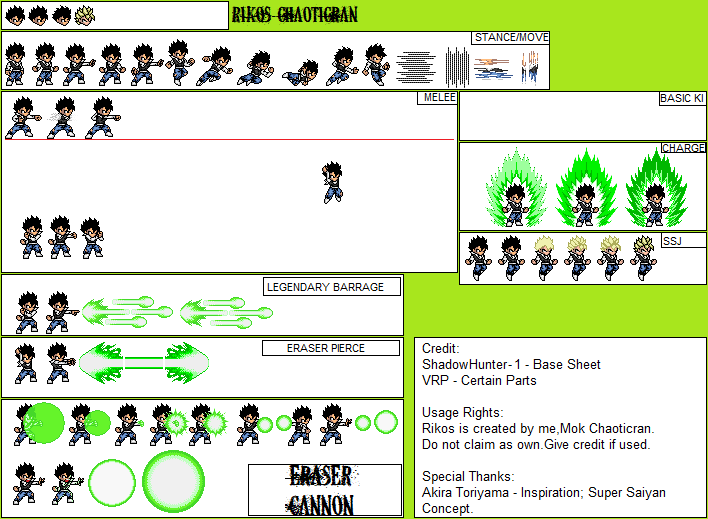 RIKOS CHAOTICRAN
STANCE/MOVE
MELEE
BASIC KI
CHARGE
SSJ
LEGENDARY BARRAGE
ERASER PIERCE
ERASER
CANNON
Credit:
ShadowHunter-1 - Base Sheet
VRP - Certain Parts
Usage Rights:
Rikos is created by me,Mok Chaoticran.
Do not claim as own.Give credit if used.
Special Thanks:
Akira Toriyama - Inspiration; Super Saiyan
Concept.